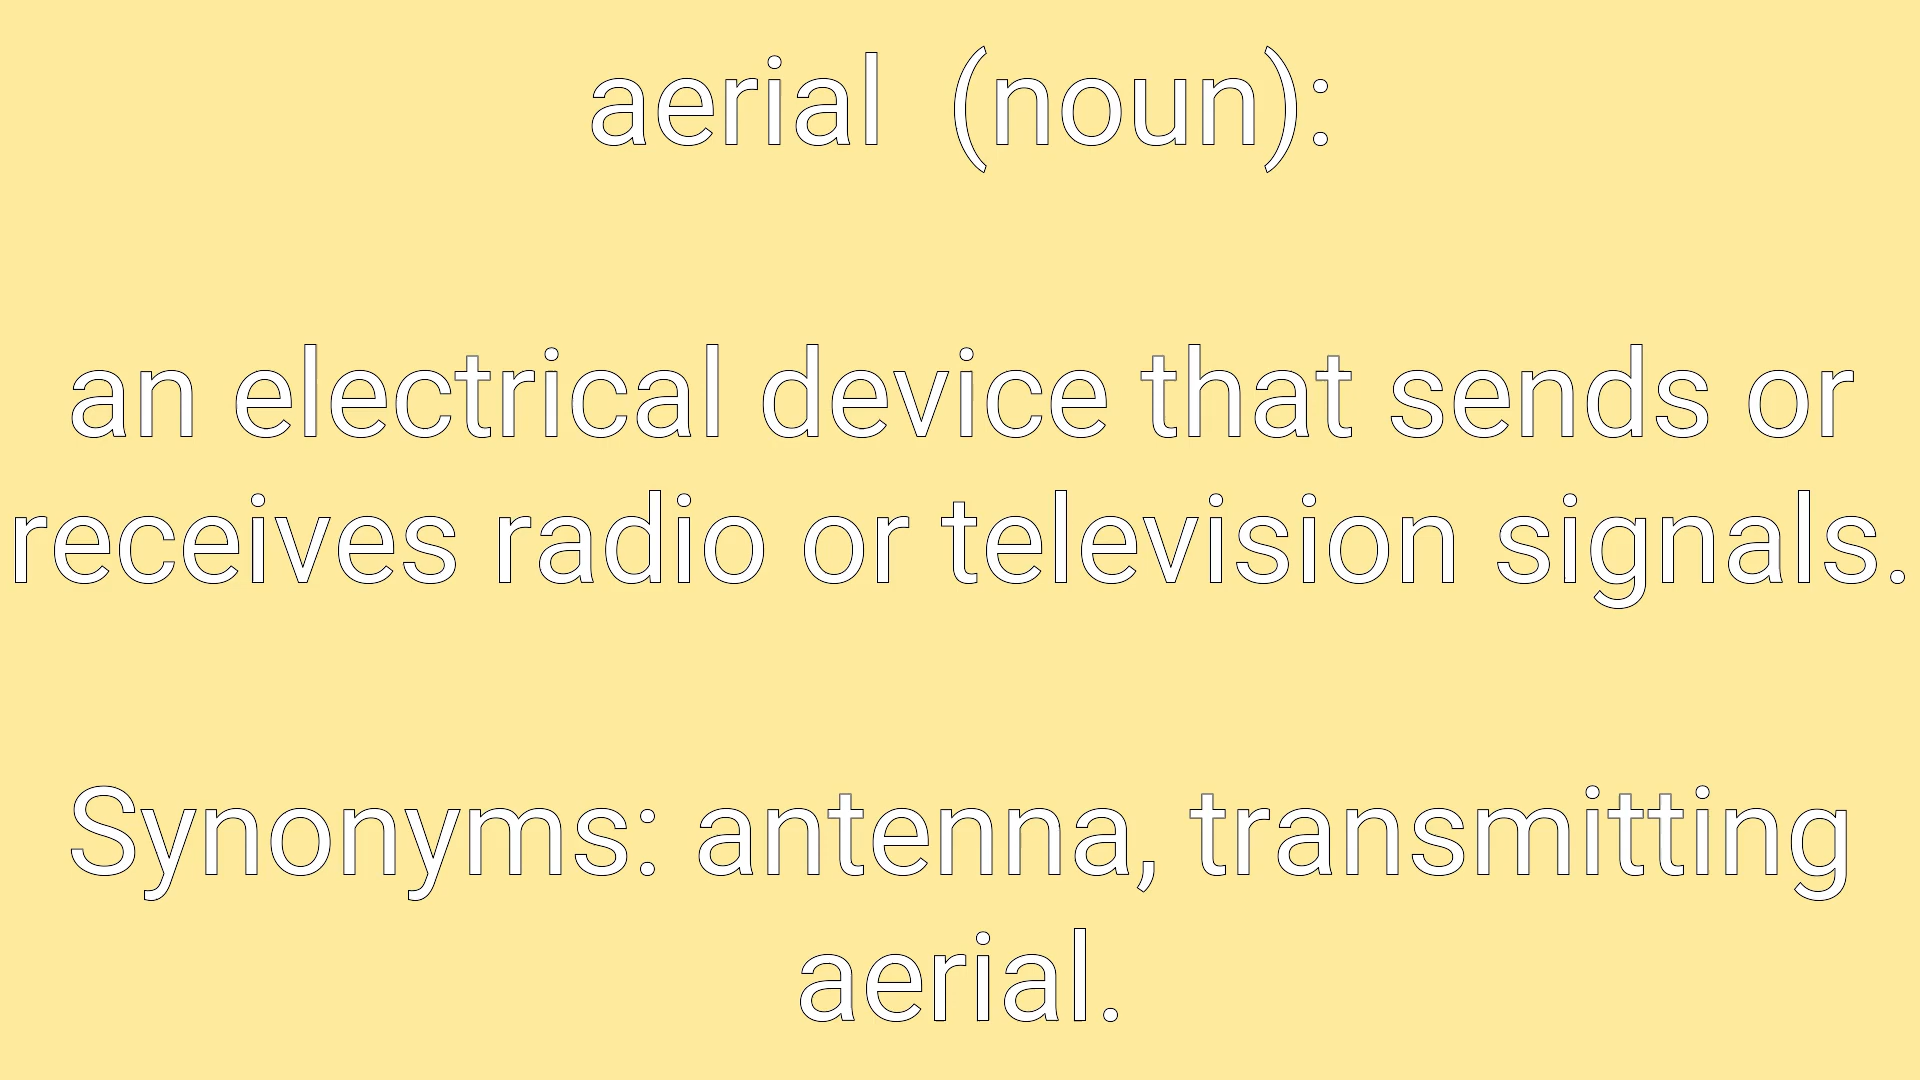 aerial  (noun):
an electrical device that sends or
receives radio or television signals.
Synonyms: antenna, transmitting
aerial.